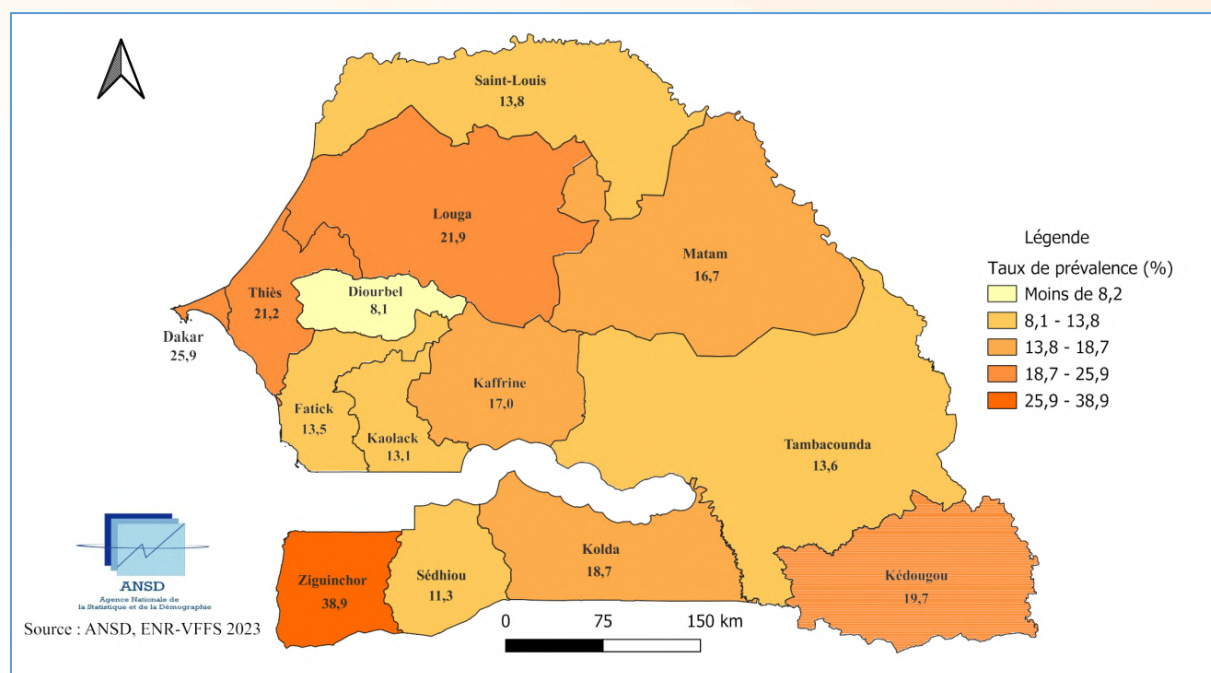 Saint-Louis
13,8
Louga
21,9
Matam
16,7
Thiès
21,2
Diourbel
8,1
Dakar
25,9
Kaffrine
17,0
Fatick
13,5
Kaolack
13,1
Tambacounda
13,6
Ziguinchor
38,9
Sédhiou
11,3
Kolda
18,7
Kédougou
19,7
Légende
Taux de prévalence (%)
Moins de 8,2
8,1 - 13,8
13,8 - 18,7
18,7 - 25,9
25,9 - 38,9
ANSD
Agence Nationale de
la Statistique et de la Démographie
Source : ANSD, ENR-VFFS 2023
0 75 150 km